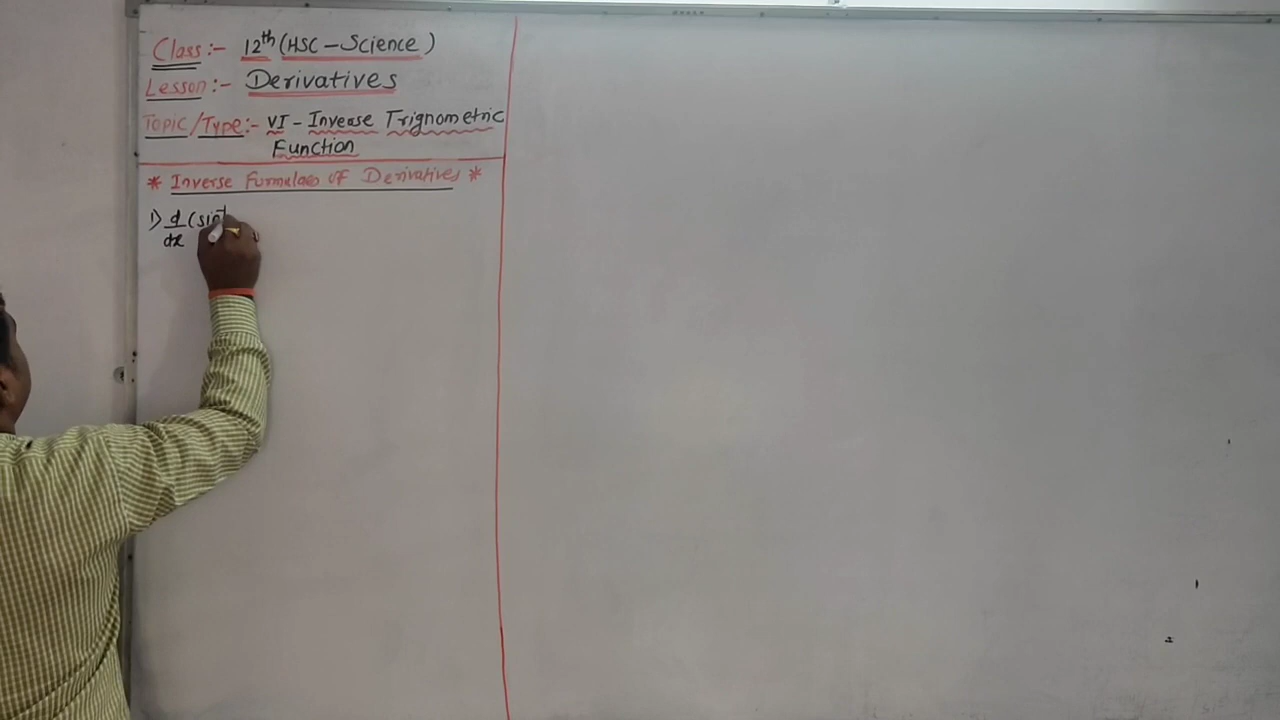 Class:- 12th (HSC-Science)
Lesson:- Derivatives
Topic/Type:- VI - Inverse Trignometric
Function
* Inverse Formulaes of Derivatives *
1) d/dx (sin⁻¹